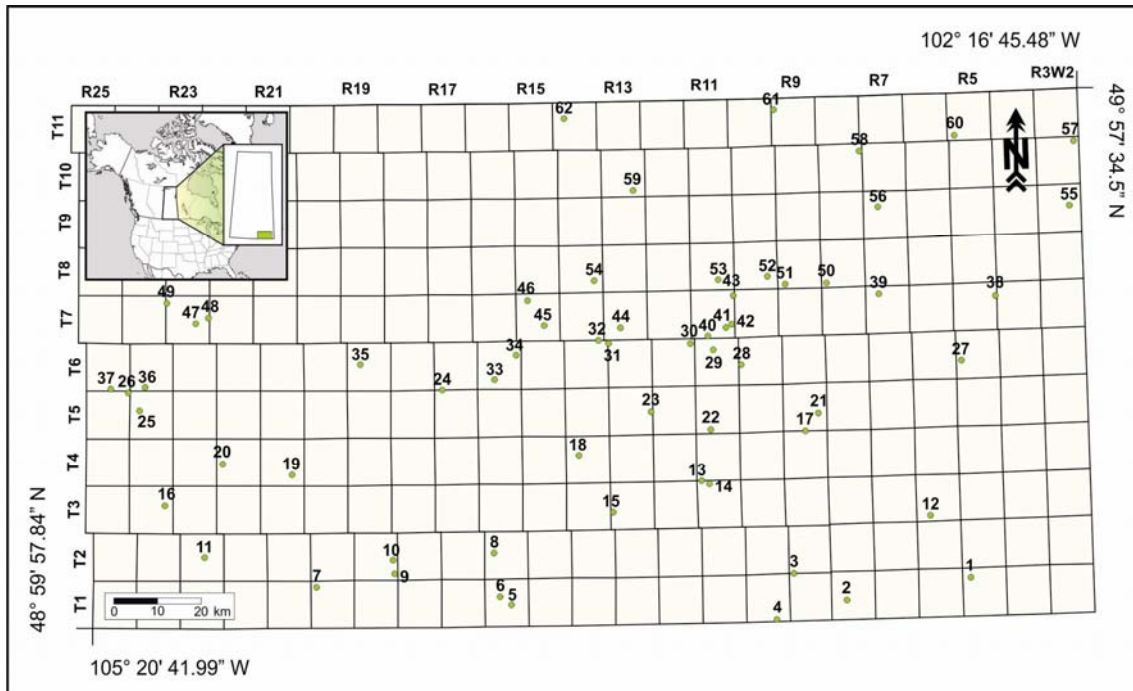 102° 16' 45.48" W
R25 R23 R21 R19 R17 R15 R13 R11 R9 R7 R5 R3W2
49° 57' 34.5" N
T11
T10
T9
T8
T7
T6
T5
T4
T3
T2
T1
62 61 60 57
58
59 56 55
54 53 52 51 50 39 38
49 48 47 46 45 44 43 42 41 40
32 31 30 29 28 27
37 26 36 25 35 24 34 33
23 22 21 17
20 19 18 13 14
16 15 12
11 10 9 8 3 1
7 6 5 4 2
N
0 10 20 km
48° 59' 57.84" N
105° 20' 41.99" W